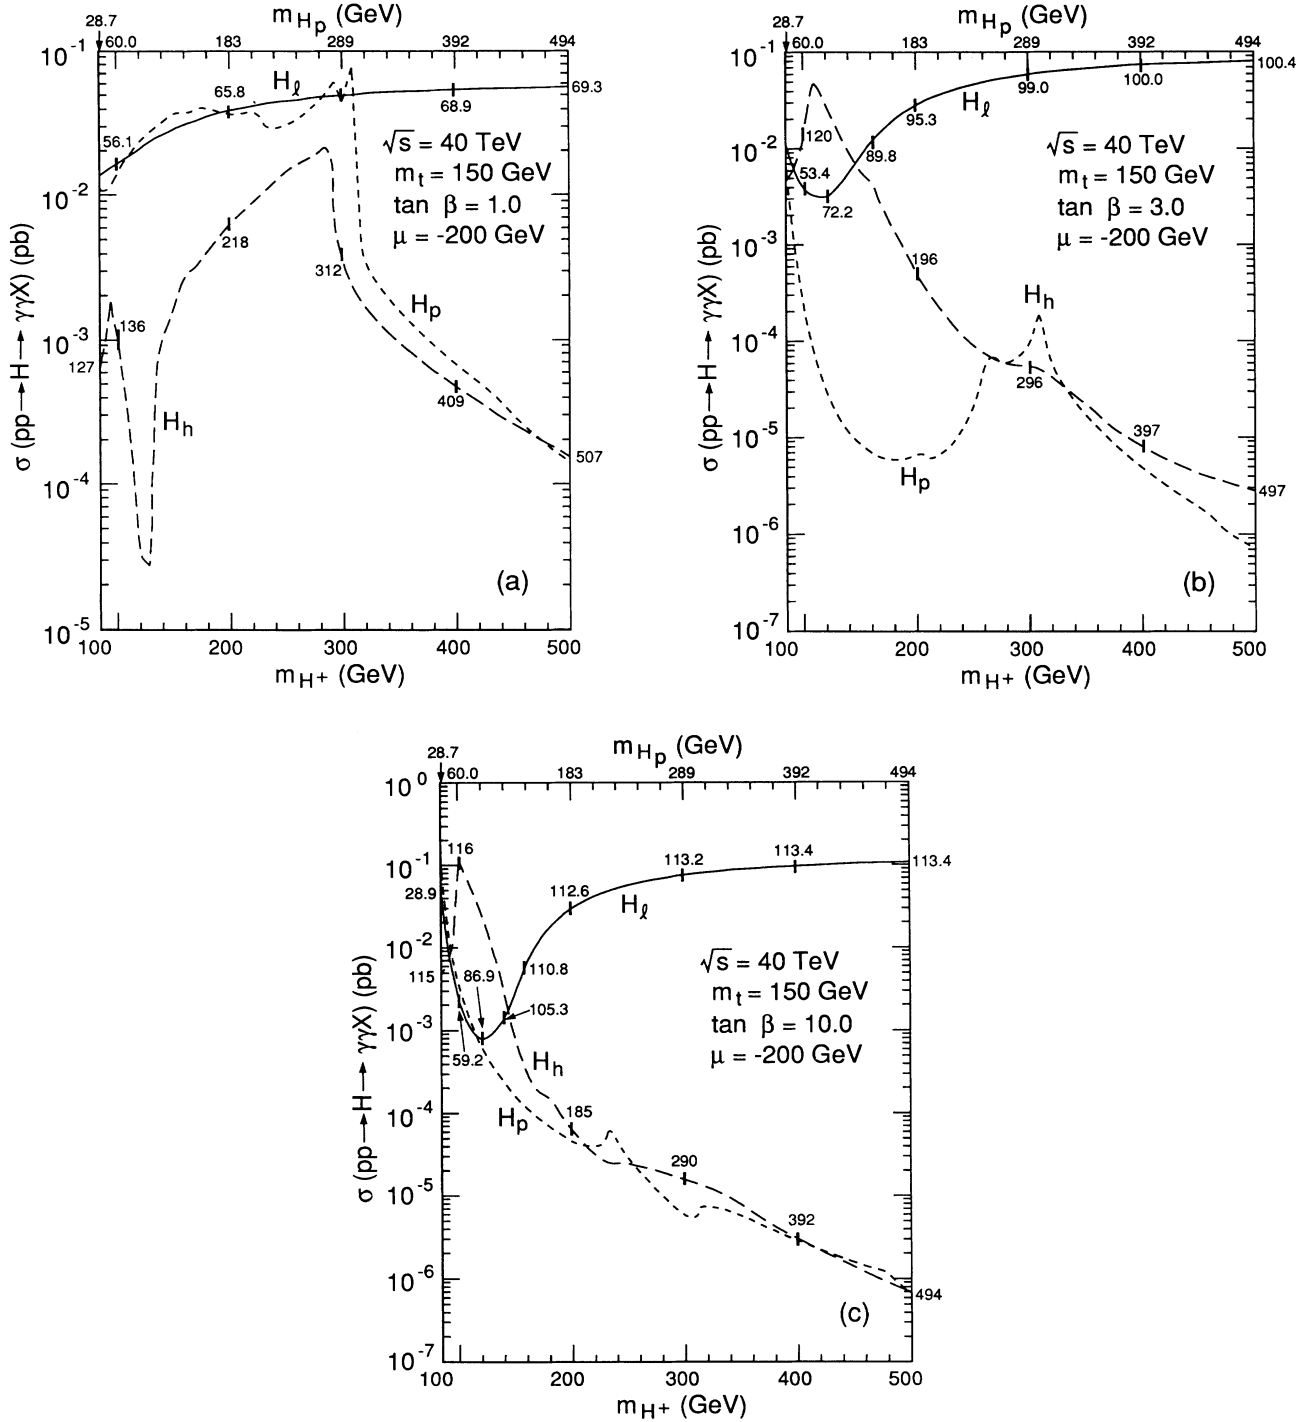 m_Hp (GeV)
28.7
60.0 183 289 392 494
10^-1
10^-2
10^-3
10^-4
10^-5
σ (pp→H→ γγX) (pb)
H_ℓ
56.1
65.8
68.9
69.3
√s = 40 TeV
m_t = 150 GeV
tan β = 1.0
μ = -200 GeV
218
312
H_p
136
127
H_h
409
507
(a)
100 200 300 400 500
m_H+ (GeV)
m_Hp (GeV)
28.7
60.0 183 289 392 494
10^-1
10^-2
10^-3
10^-4
10^-5
10^-6
10^-7
σ (pp→H→ γγX) (pb)
100.4
99.0
100.0
H_ℓ
95.3
120
89.8
53.4
72.2
√s = 40 TeV
m_t = 150 GeV
tan β = 3.0
μ = -200 GeV
196
H_h
296
397
H_p
497
(b)
100 200 300 400 500
m_H+ (GeV)
m_Hp (GeV)
28.7
60.0 183 289 392 494
10^0
10^-1
10^-2
10^-3
10^-4
10^-5
10^-6
10^-7
σ (pp→H→ γγX) (pb)
116
113.2
113.4
113.4
28.9
112.6
H_ℓ
115
86.9
110.8
105.3
59.2
√s = 40 TeV
m_t = 150 GeV
tan β = 10.0
μ = -200 GeV
H_h
H_p
185
290
392
494
(c)
100 200 300 400 500
m_H+ (GeV)